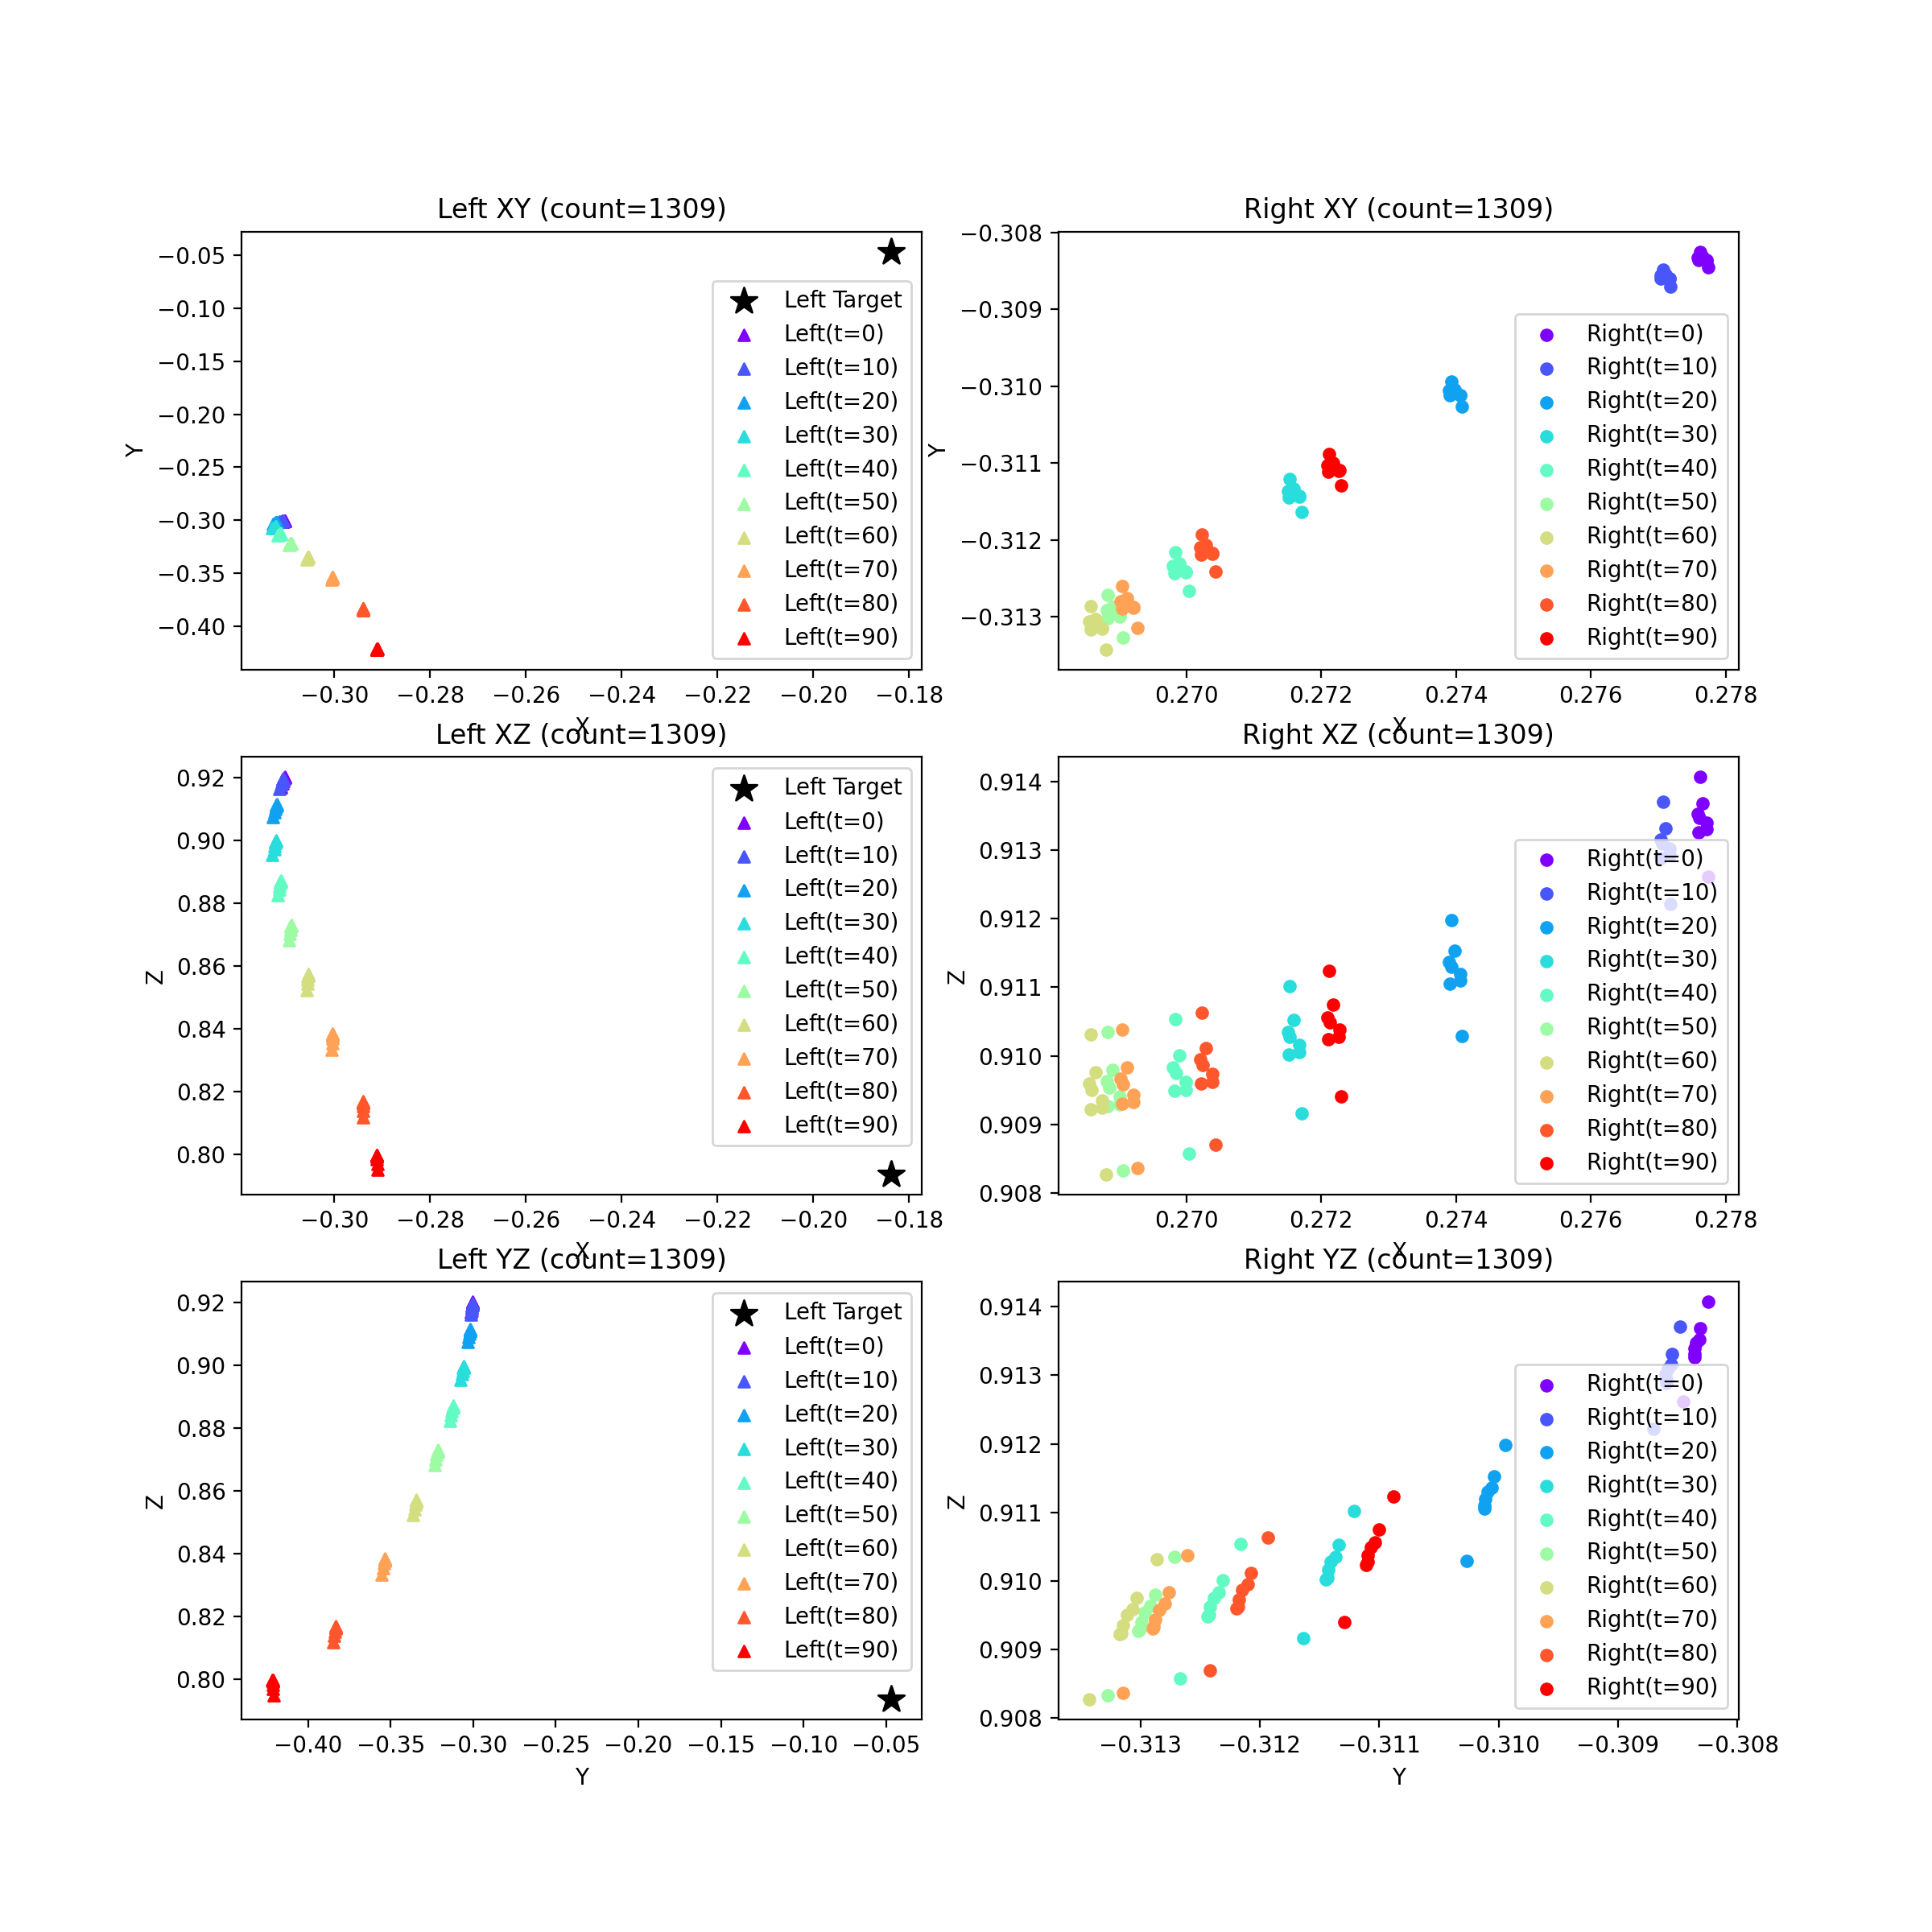 Left XY (count=1309)
−0.05
−0.10
−0.15
−0.20
−0.25
−0.30
−0.35
−0.40
Y
Left Target
Left(t=0)
Left(t=10)
Left(t=20)
Left(t=30)
Left(t=40)
Left(t=50)
Left(t=60)
Left(t=70)
Left(t=80)
Left(t=90)
−0.30 −0.28 −0.26 −0.24 −0.22 −0.20 −0.18
X
Right XY (count=1309)
−0.308
−0.309
−0.310
−0.311
−0.312
−0.313
Y
Right(t=0)
Right(t=10)
Right(t=20)
Right(t=30)
Right(t=40)
Right(t=50)
Right(t=60)
Right(t=70)
Right(t=80)
Right(t=90)
0.270 0.272 0.274 0.276 0.278
X
Left XZ (count=1309)
0.92
0.90
0.88
0.86
0.84
0.82
0.80
Z
Left Target
Left(t=0)
Left(t=10)
Left(t=20)
Left(t=30)
Left(t=40)
Left(t=50)
Left(t=60)
Left(t=70)
Left(t=80)
Left(t=90)
−0.30 −0.28 −0.26 −0.24 −0.22 −0.20 −0.18
X
Right XZ (count=1309)
0.914
0.913
0.912
0.911
0.910
0.909
0.908
Z
Right(t=0)
Right(t=10)
Right(t=20)
Right(t=30)
Right(t=40)
Right(t=50)
Right(t=60)
Right(t=70)
Right(t=80)
Right(t=90)
0.270 0.272 0.274 0.276 0.278
X
Left YZ (count=1309)
0.92
0.90
0.88
0.86
0.84
0.82
0.80
Z
Left Target
Left(t=0)
Left(t=10)
Left(t=20)
Left(t=30)
Left(t=40)
Left(t=50)
Left(t=60)
Left(t=70)
Left(t=80)
Left(t=90)
−0.40 −0.35 −0.30 −0.25 −0.20 −0.15 −0.10 −0.05
Y
Right YZ (count=1309)
0.914
0.913
0.912
0.911
0.910
0.909
0.908
Z
Right(t=0)
Right(t=10)
Right(t=20)
Right(t=30)
Right(t=40)
Right(t=50)
Right(t=60)
Right(t=70)
Right(t=80)
Right(t=90)
−0.313 −0.312 −0.311 −0.310 −0.309 −0.308
Y